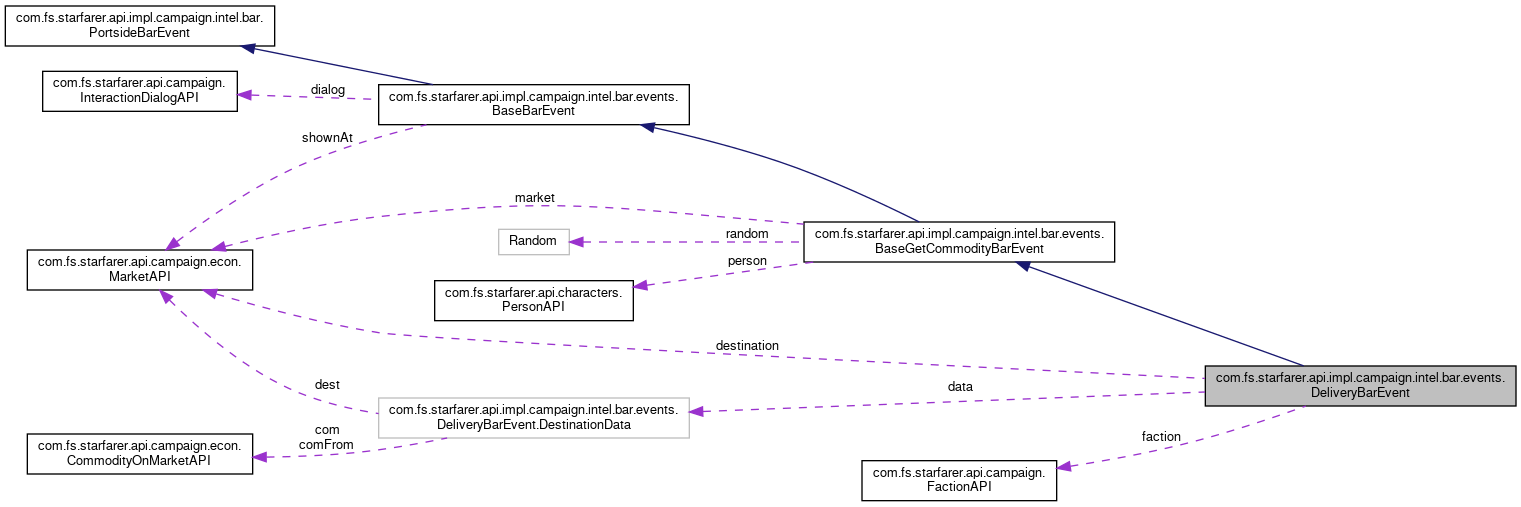 com.fs.starfarer.api.impl.campaign.intel.bar.
PortsideBarEvent
com.fs.starfarer.api.campaign.
InteractionDialogAPI
dialog
com.fs.starfarer.api.impl.campaign.intel.bar.events.
BaseBarEvent
shownAt
market
random
person
Random
com.fs.starfarer.api.impl.campaign.intel.bar.events.
BaseGetCommodityBarEvent
com.fs.starfarer.api.campaign.econ.
MarketAPI
com.fs.starfarer.api.characters.
PersonAPI
destination
dest
data
com.fs.starfarer.api.impl.campaign.intel.bar.events.
DeliveryBarEvent
com.fs.starfarer.api.impl.campaign.intel.bar.events.
DeliveryBarEvent.DestinationData
com
comFrom
com.fs.starfarer.api.campaign.econ.
CommodityOnMarketAPI
faction
com.fs.starfarer.api.campaign.
FactionAPI